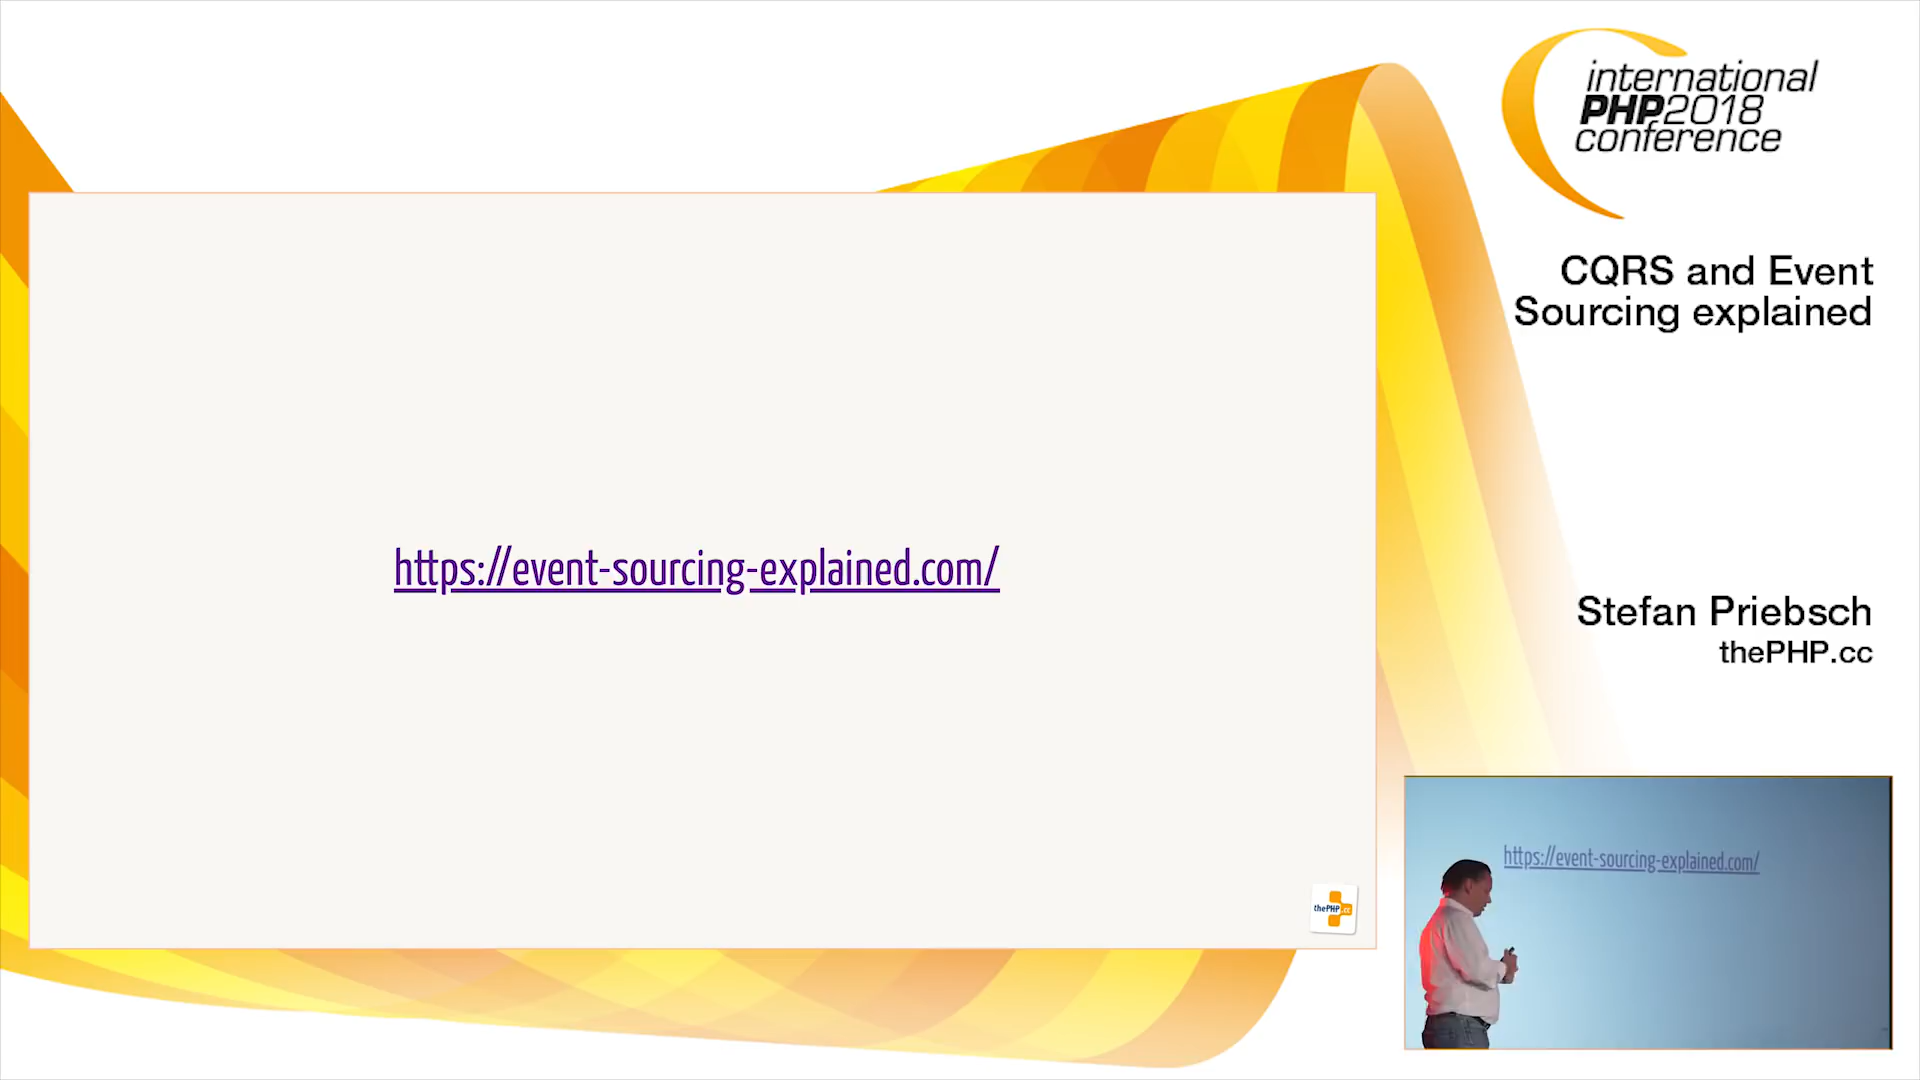 international
PHP2018
conference
CQRS and Event
Sourcing explained
https://event-sourcing-explained.com/
Stefan Priebsch
thePHP.cc
https://event-sourcing-explained.com/
thePHP.cc